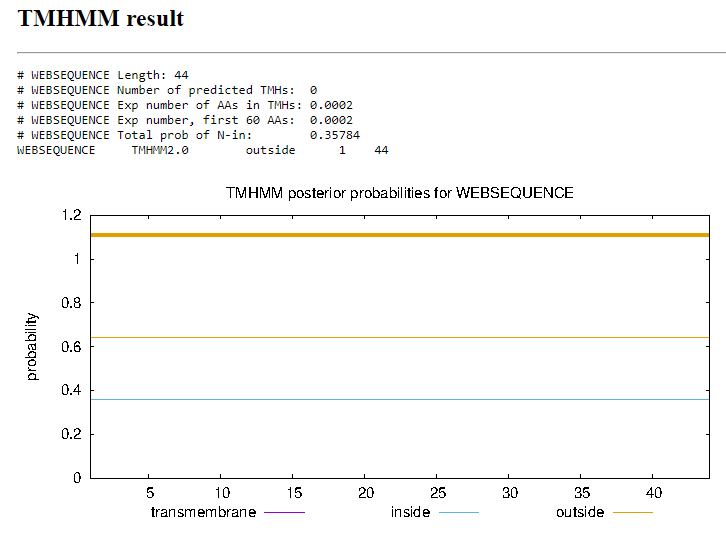 TMHMM result
# WEBSEQUENCE Length: 44
# WEBSEQUENCE Number of predicted TMHs:  0
# WEBSEQUENCE Exp number of AAs in TMHs: 0.0002
# WEBSEQUENCE Exp number, first 60 AAs:  0.0002
# WEBSEQUENCE Total prob of N-in:        0.35784
WEBSEQUENCE     TMHMM2.0        outside      1    44
TMHMM posterior probabilities for WEBSEQUENCE
1.2
1
0.8
0.6
0.4
0.2
0
probability
5 10 15 20 25 30 35 40
transmembrane inside outside